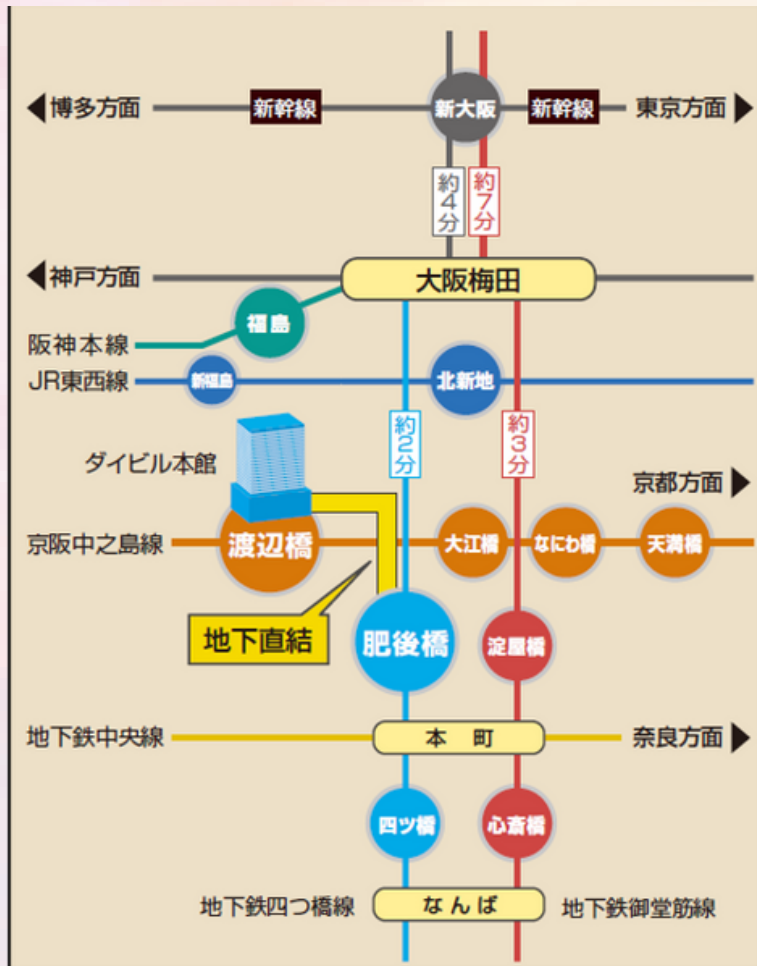 博多方面
新幹線
新大阪
新幹線
東京方面
約4分
約7分
神戸方面
大阪梅田
福島
阪神本線
JR東西線
新福島
北新地
約2分
約3分
ダイビル本館
京都方面
京阪中之島線
渡辺橋
大江橋
なにわ橋
天満橋
地下直結
肥後橋
淀屋橋
地下鉄中央線
本町
奈良方面
四ツ橋
心斎橋
地下鉄四つ橋線
なんば
地下鉄御堂筋線